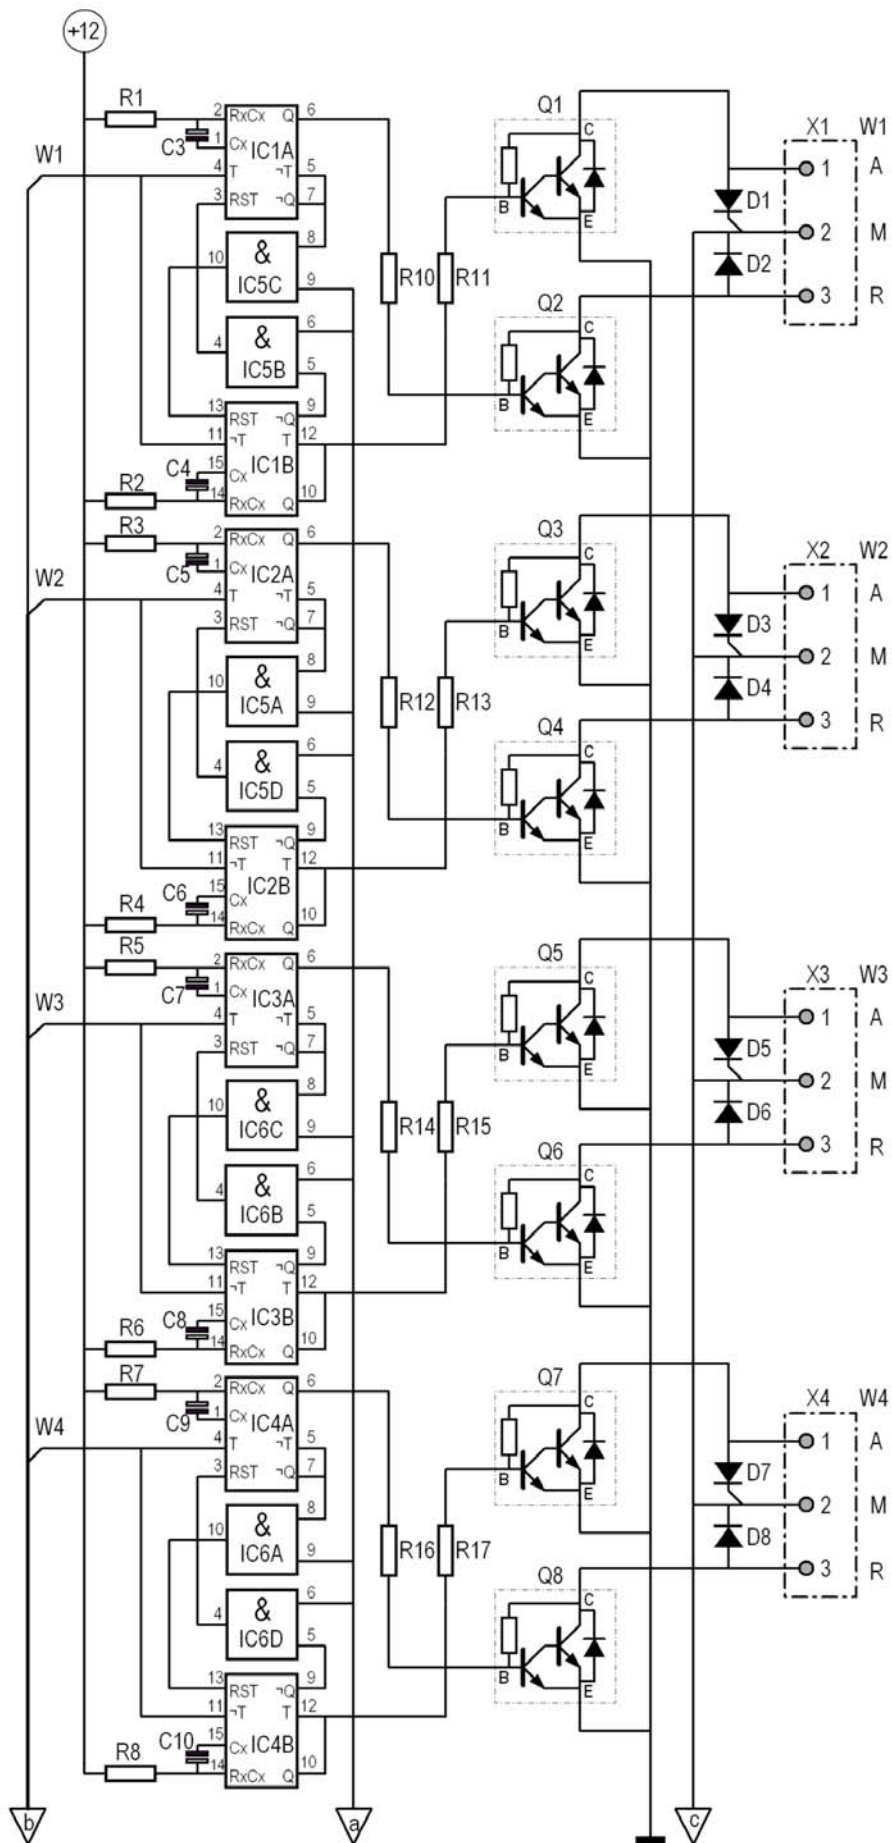 +12
R1
2 RxCx Q 6
C3 1 Cx IC1A
W1 4 T ¬T 5
3 RST ¬Q 7
8
10 & IC5C
9
6
4 & IC5B
5
13 RST ¬Q 9
11 ¬T T 12
C4 15 Cx IC1B
R2 14 RxCx Q 10
R10 R11
Q1
C
B
E
Q2
C
B
E
X1 W1
1 A
D1
2 M
D2
3 R
R3
2 RxCx Q 6
C5 1 Cx IC2A
W2 4 T ¬T 5
3 RST ¬Q 7
8
10 & IC5A
9
6
4 & IC5D
5
13 RST ¬Q 9
11 ¬T T 12
C6 15 Cx IC2B
R4 14 RxCx Q 10
R12 R13
Q3
C
B
E
Q4
C
B
E
X2 W2
1 A
D3
2 M
D4
3 R
R5
2 RxCx Q 6
C7 1 Cx IC3A
W3 4 T ¬T 5
3 RST ¬Q 7
8
10 & IC6C
9
6
4 & IC6B
5
13 RST ¬Q 9
11 ¬T T 12
C8 15 Cx IC3B
R6 14 RxCx Q 10
R14 R15
Q5
C
B
E
Q6
C
B
E
X3 W3
1 A
D5
2 M
D6
3 R
R7
2 RxCx Q 6
C9 1 Cx IC4A
W4 4 T ¬T 5
3 RST ¬Q 7
8
10 & IC6A
9
6
4 & IC6D
5
13 RST ¬Q 9
11 ¬T T 12
C10 15 Cx IC4B
R8 14 RxCx Q 10
R16 R17
Q7
C
B
E
Q8
C
B
E
X4 W4
1 A
D7
2 M
D8
3 R
b a c